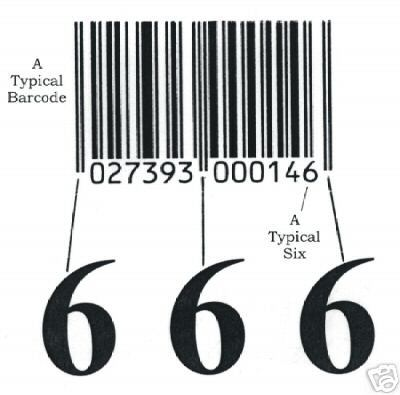 A
Typical
Barcode
027393 000146
A
Typical
Six
6 6 6